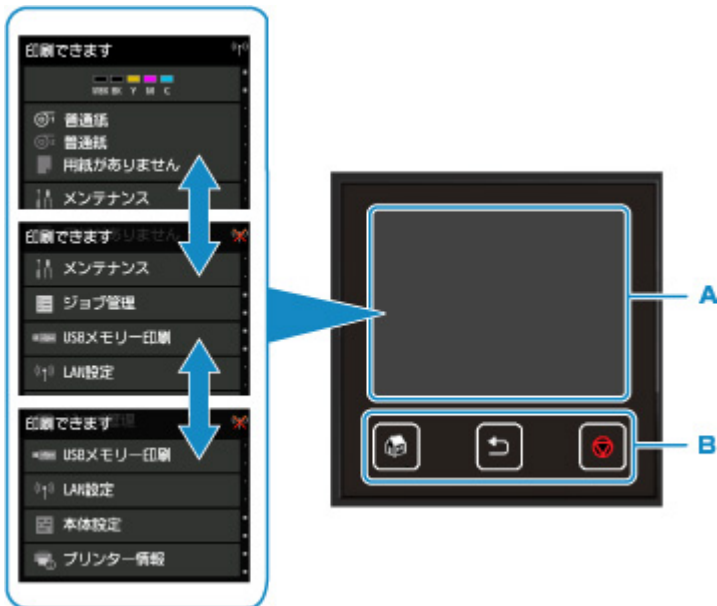 印刷できます
MBK BK Y M C
普通紙
普通紙
用紙がありません
メンテナンス
印刷できます
メンテナンス
ジョブ管理
USBメモリー印刷
LAN設定
印刷できます
USBメモリー印刷
LAN設定
本体設定
プリンター情報
A
B